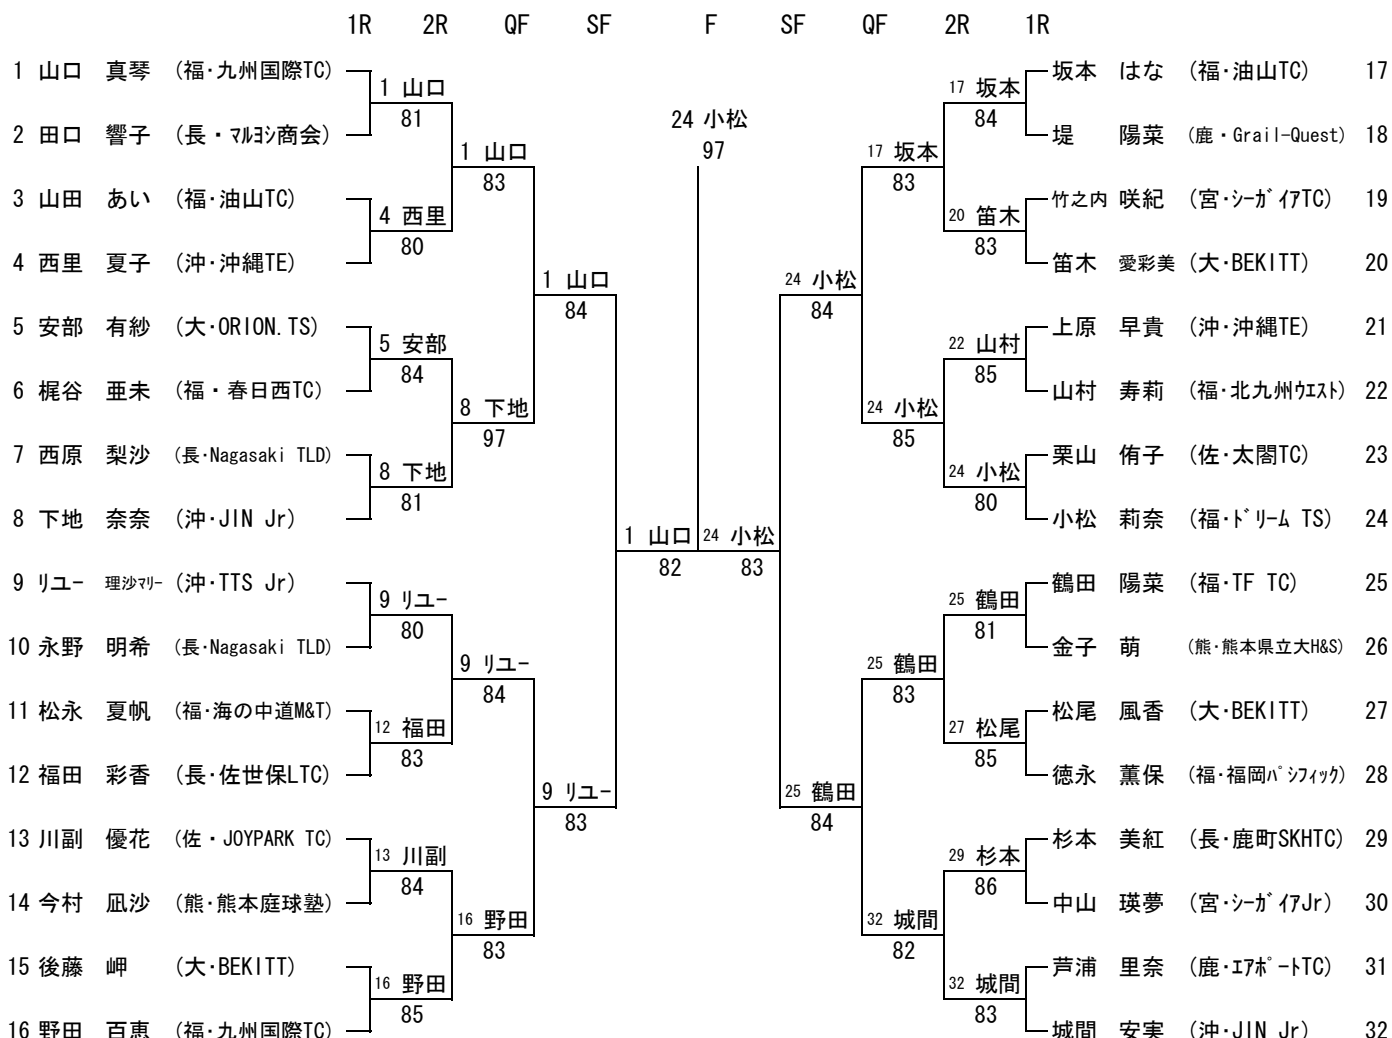 1R 2R QF SF F SF QF 2R 1R
1 山口 真琴 (福・九州国際TC)
2 田口 響子 (長・マルヨシ商会)
3 山田 あい (福・油山TC)
4 西里 夏子 (沖・沖縄TE)
5 安部 有紗 (大・ORION.TS)
6 梶谷 亜未 (福・春日西TC)
7 西原 梨沙 (長・Nagasaki TLD)
8 下地 奈奈 (沖・JIN Jr)
9 リュー 理沙マリー (沖・TTS Jr)
10 永野 明希 (長・Nagasaki TLD)
11 松永 夏帆 (福・海の中道M&T)
12 福田 彩香 (長・佐世保LTC)
13 川副 優花 (佐・JOYPARK TC)
14 今村 凪沙 (熊・熊本庭球塾)
15 後藤 岬 (大・BEKITT)
16 野田 百恵 (福・九州国際TC)
1 山口
81
4 西里
80
5 安部
84
8 下地
81
9 リュー
80
12 福田
83
13 川副
84
16 野田
85
1 山口
83
8 下地
97
9 リュー
84
16 野田
83
1 山口
84
9 リュー
83
1 山口
82
24 小松
97
24 小松
83
24 小松
84
25 鶴田
84
17 坂本
83
24 小松
85
25 鶴田
83
32 城間
82
17 坂本
84
20 笛木
83
22 山村
85
24 小松
80
25 鶴田
81
27 松尾
85
29 杉本
86
32 城間
83
坂本 はな (福・油山TC) 17
堤 陽菜 (鹿・Grail-Quest) 18
竹之内 咲紀 (宮・シーガイアTC) 19
笛木 愛彩美 (大・BEKITT) 20
上原 早貴 (沖・沖縄TE) 21
山村 寿莉 (福・北九州ウエスト) 22
栗山 侑子 (佐・太閤TC) 23
小松 莉奈 (福・ドリーム TS) 24
鶴田 陽菜 (福・TF TC) 25
金子 萌 (熊・熊本県立大H&S) 26
松尾 風香 (大・BEKITT) 27
徳永 薫保 (福・福岡パシフィック) 28
杉本 美紅 (長・鹿町SKHTC) 29
中山 瑛夢 (宮・シーガイアJr) 30
芦浦 里奈 (鹿・エアポートTC) 31
城間 安実 (沖・JIN Jr) 32